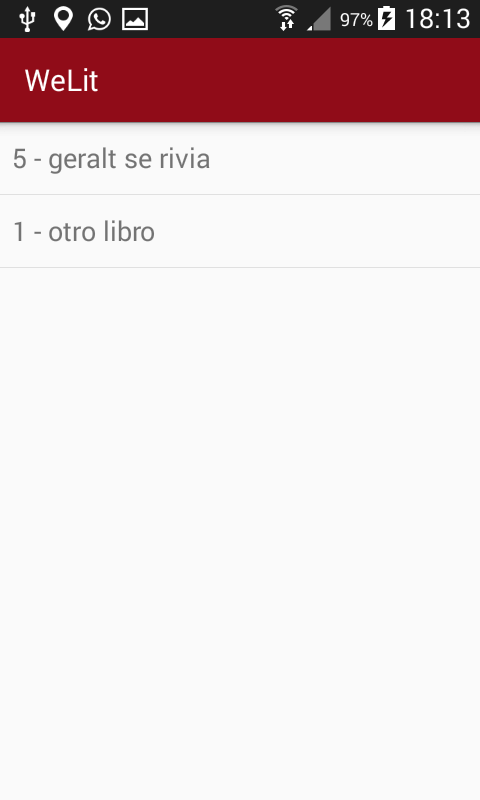 97% 18:13
WeLit
5 - geralt se rivia
1 - otro libro